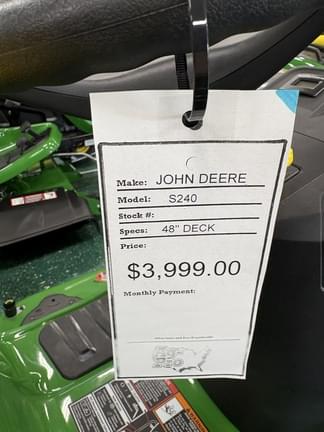 Make: JOHN DEERE
Model: S240
Stock #:
Specs: 48" DECK
Price:
$3,999.00
Monthly Payment: